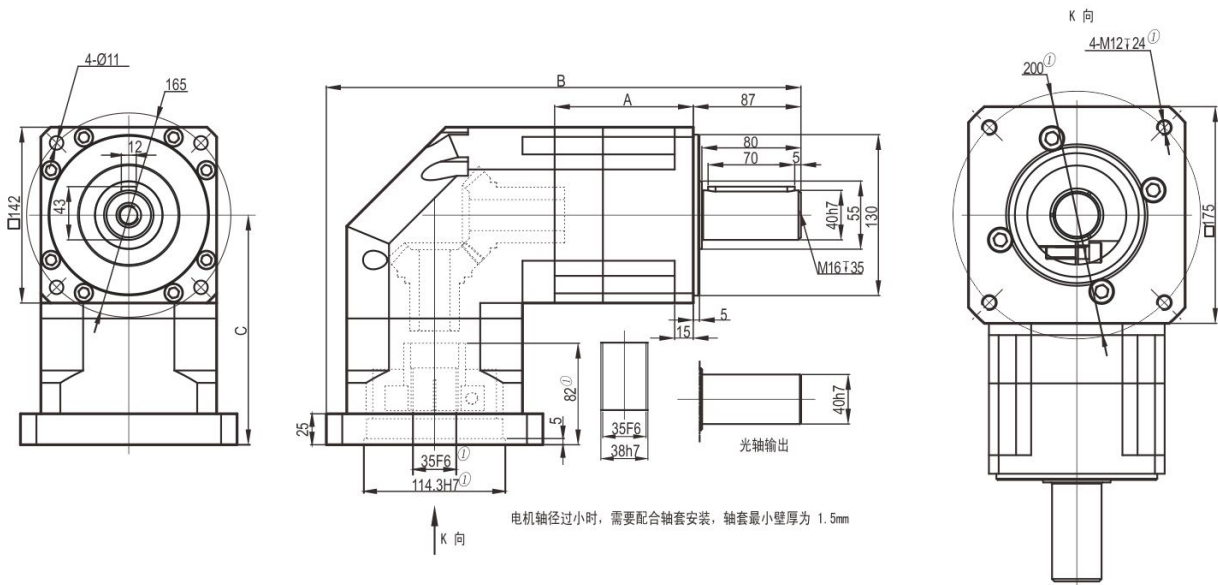 4-Ø11
165
12
43
□142
C
B
A
87
80
70
5
40h7
55
130
M16↧35
5
15
82①
5
25
35F6①
114.3H7①
K 向
35F6
38h7
40h7
光轴输出
电机轴径过小时，需要配合轴套安装，轴套最小壁厚为 1.5mm
K 向
4-M12↧24①
200①
□175